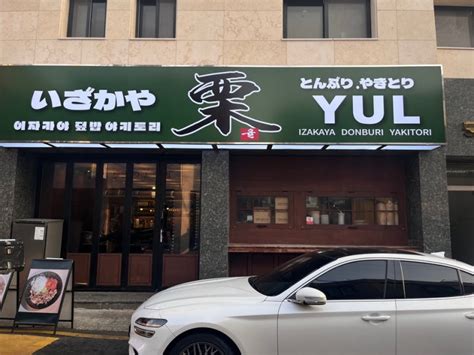 いざかや
이자카야 덮밥 야키토리
栗
とんぶり.やきとり
YUL
IZAKAYA DONBURI YAKITORI